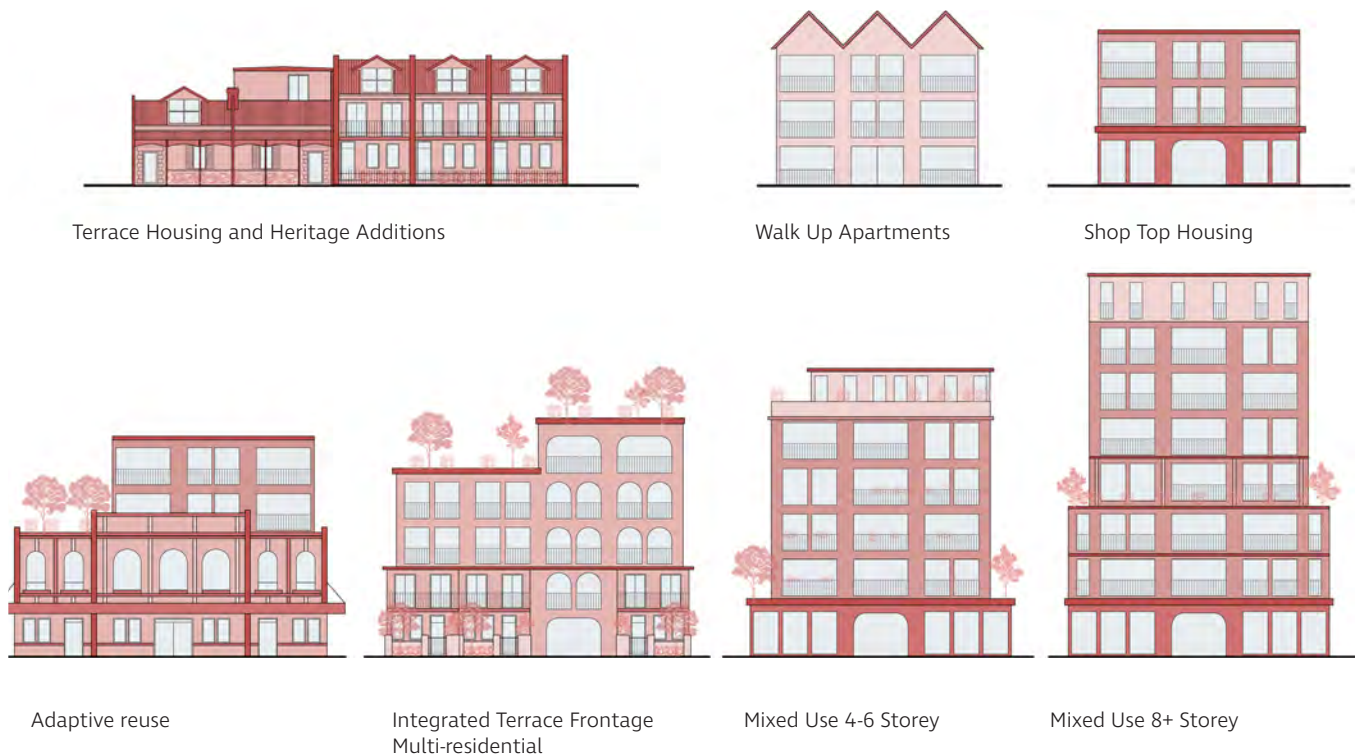 Terrace Housing and Heritage Additions
Walk Up Apartments
Shop Top Housing
Adaptive reuse
Integrated Terrace Frontage
Multi-residential
Mixed Use 4-6 Storey
Mixed Use 8+ Storey